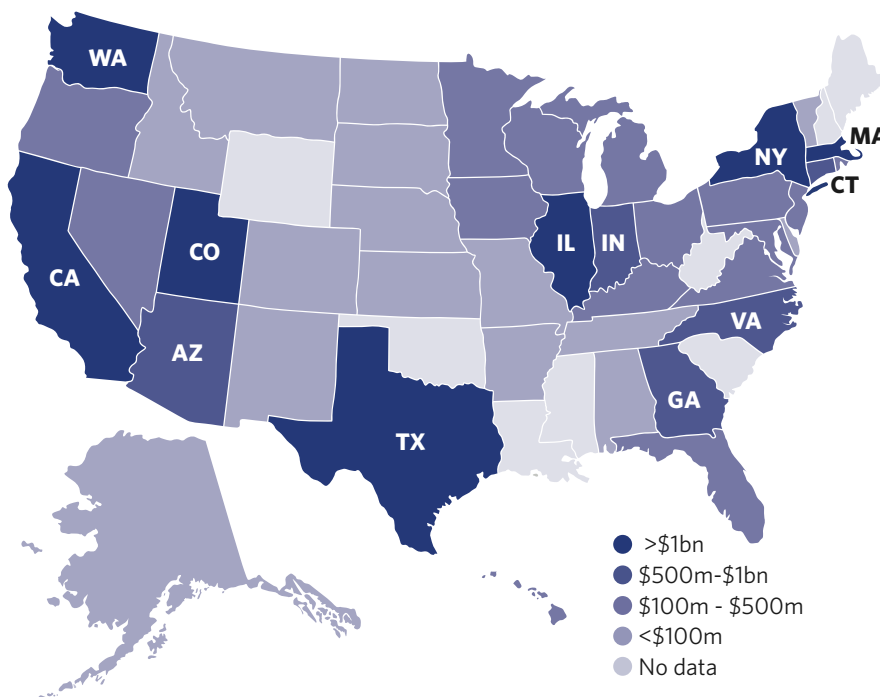 WA
MA
NY
CT
CO
IL
IN
CA
VA
AZ
GA
TX
>$1bn
$500m-$1bn
$100m - $500m
<$100m
No data